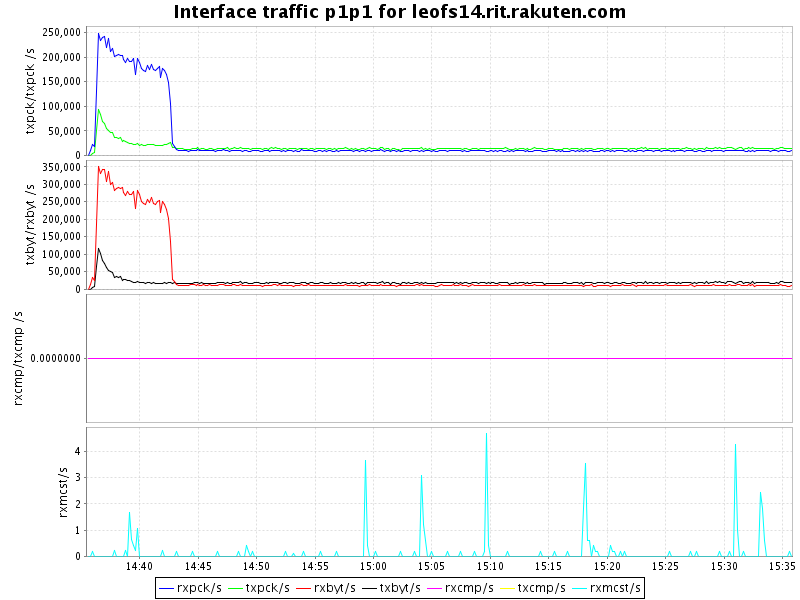 Interface traffic p1p1 for leofs14.rit.rakuten.com
txpck/txpck /s
250,000
200,000
150,000
100,000
50,000
0
txbyt/rxbyt /s
350,000
300,000
250,000
200,000
150,000
100,000
50,000
0
rxcmp/txcmp /s
0.0000000
rxmcst/s
4
3
2
1
0
14:40 14:45 14:50 14:55 15:00 15:05 15:10 15:15 15:20 15:25 15:30 15:35
rxpck/s txpck/s rxbyt/s txbyt/s rxcmp/s txcmp/s rxmcst/s